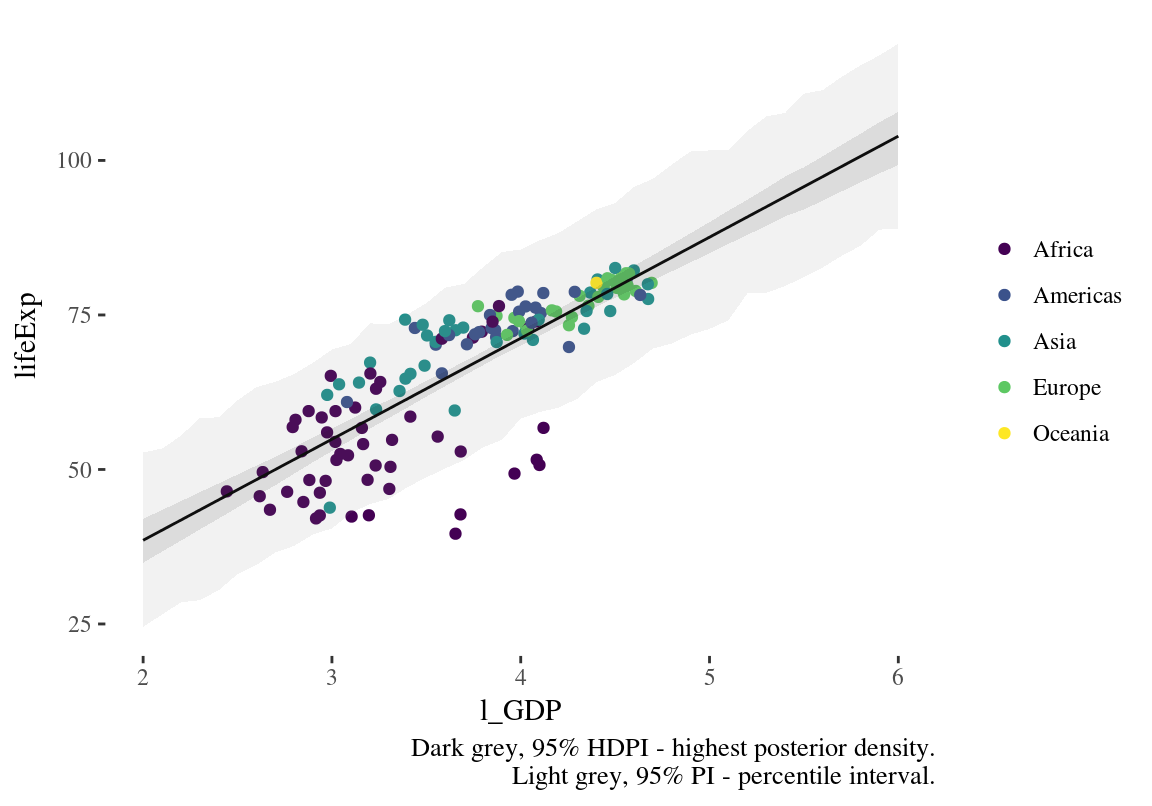 lifeExp
100
75
50
25
2 3 4 5 6
l_GDP
Africa
Americas
Asia
Europe
Oceania
Dark grey, 95% HDPI - highest posterior density.
Light grey, 95% PI - percentile interval.